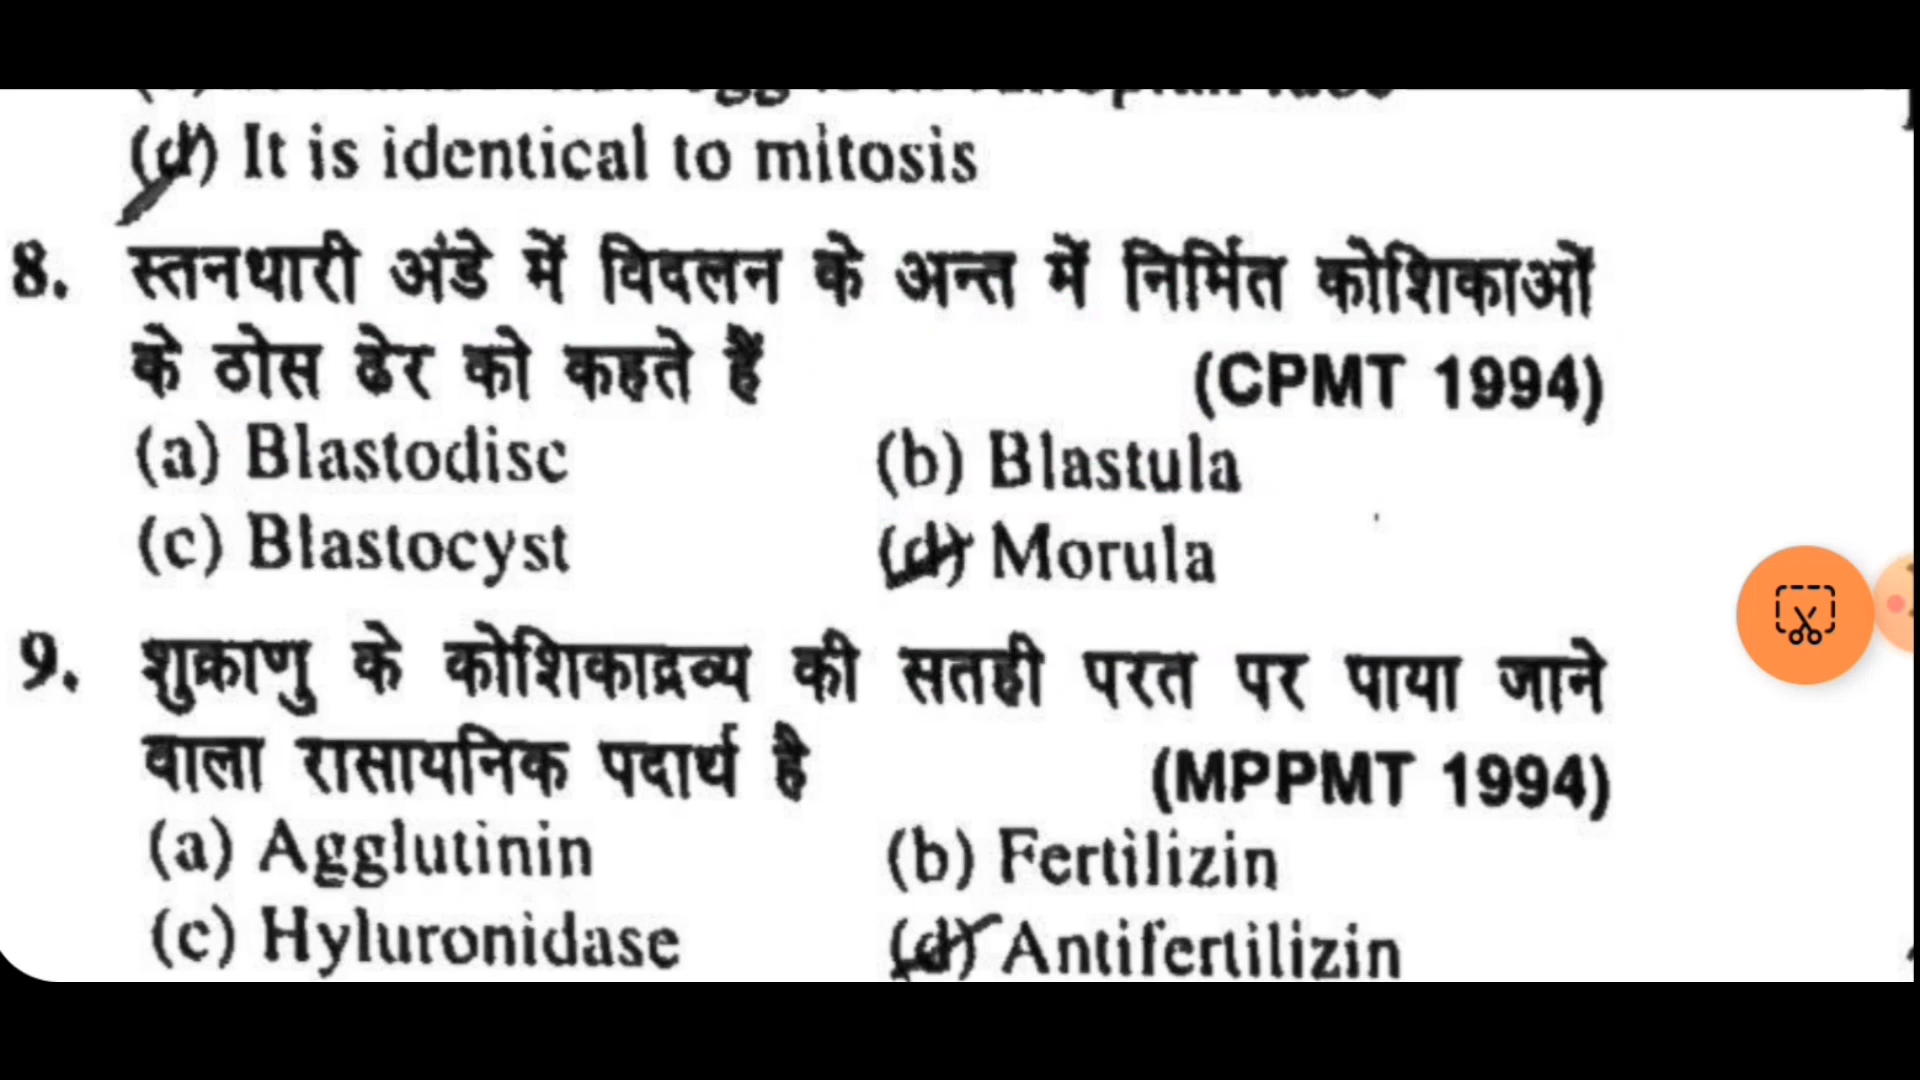 (d) It is identical to mitosis
8. स्तनधारी अंडे में विदलन के अन्त में निर्मित कोशिकाओं
के ठोस ढेर को कहते हैं (CPMT 1994)
(a) Blastodisc (b) Blastula
(c) Blastocyst (d) Morula
9. शुक्राणु के कोशिकाद्रव्य की सतही परत पर पाया जाने
वाला रासायनिक पदार्थ है (MPPMT 1994)
(a) Agglutinin (b) Fertilizin
(c) Hyluronidase (d) Antifertilizin